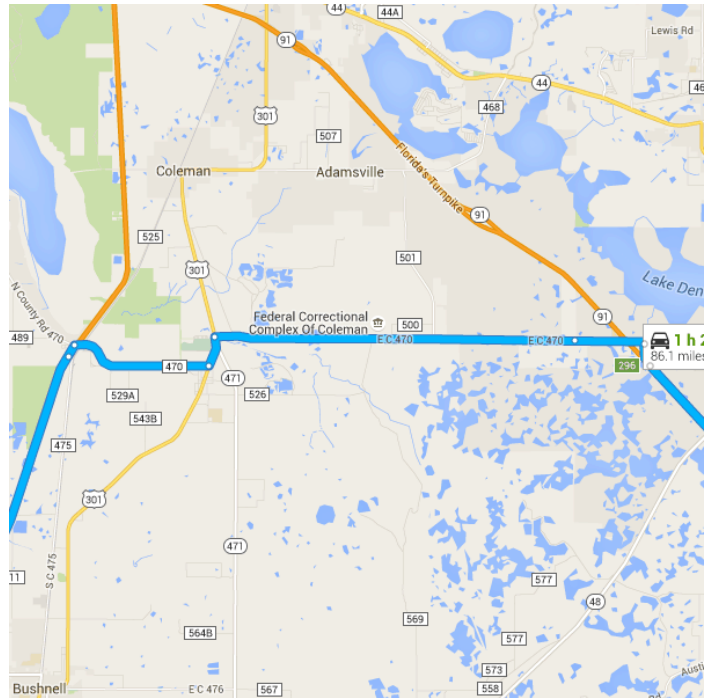 44
44A
Lewis Rd
91
44
46
301
468
507
Coleman
Adamsville
Florida's Turnpike
91
525
501
301
Lake Den
N County Rd 470
Federal Correctional
Complex Of Coleman
500
91
489
E C 470
E C 470
1 h 2
86.1 miles
470
471
296
529A
526
543B
475
301
S C 475
471
11
577
48
569
564B
577
573
Austi
Rd
Bushnell
E C 476
567
558